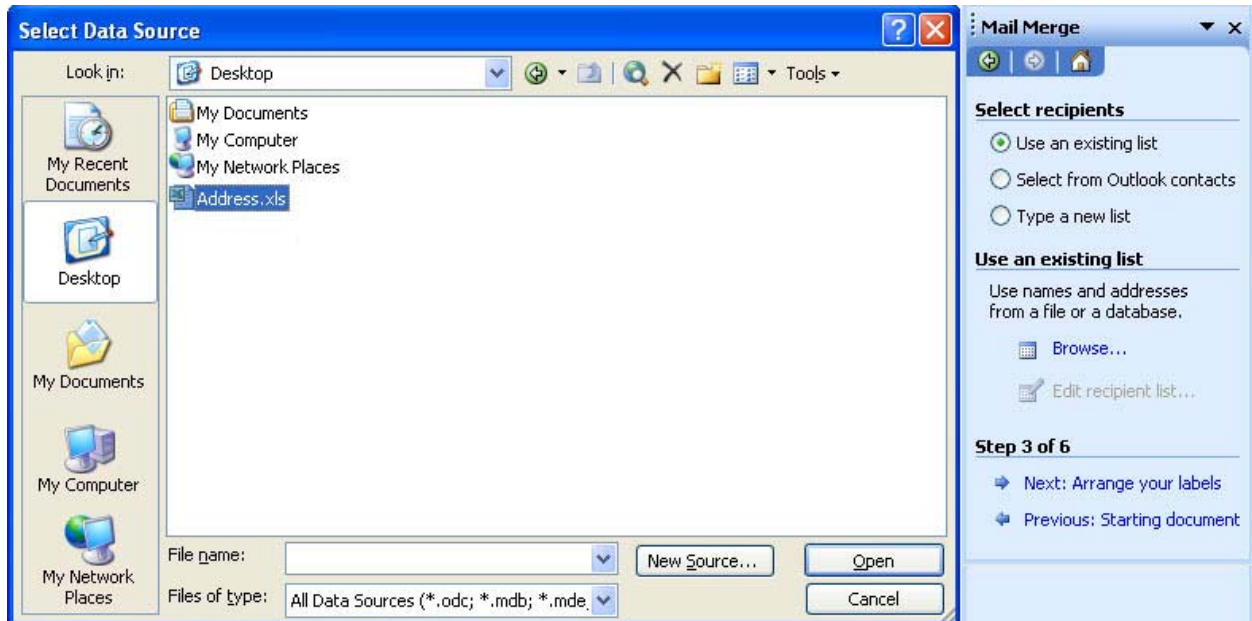 Select Data Source
?
Look in:
Desktop
Tools
My Recent
Documents
Desktop
My Documents
My Computer
My Network
Places
My Documents
My Computer
My Network Places
Address.xls
File name:
New Source...
Open
Files of type:
All Data Sources (*.odc; *.mdb; *.mde
Cancel
Mail Merge
Select recipients
Use an existing list
Select from Outlook contacts
Type a new list
Use an existing list
Use names and addresses
from a file or a database.
Browse...
Edit recipient list...
Step 3 of 6
Next: Arrange your labels
Previous: Starting document